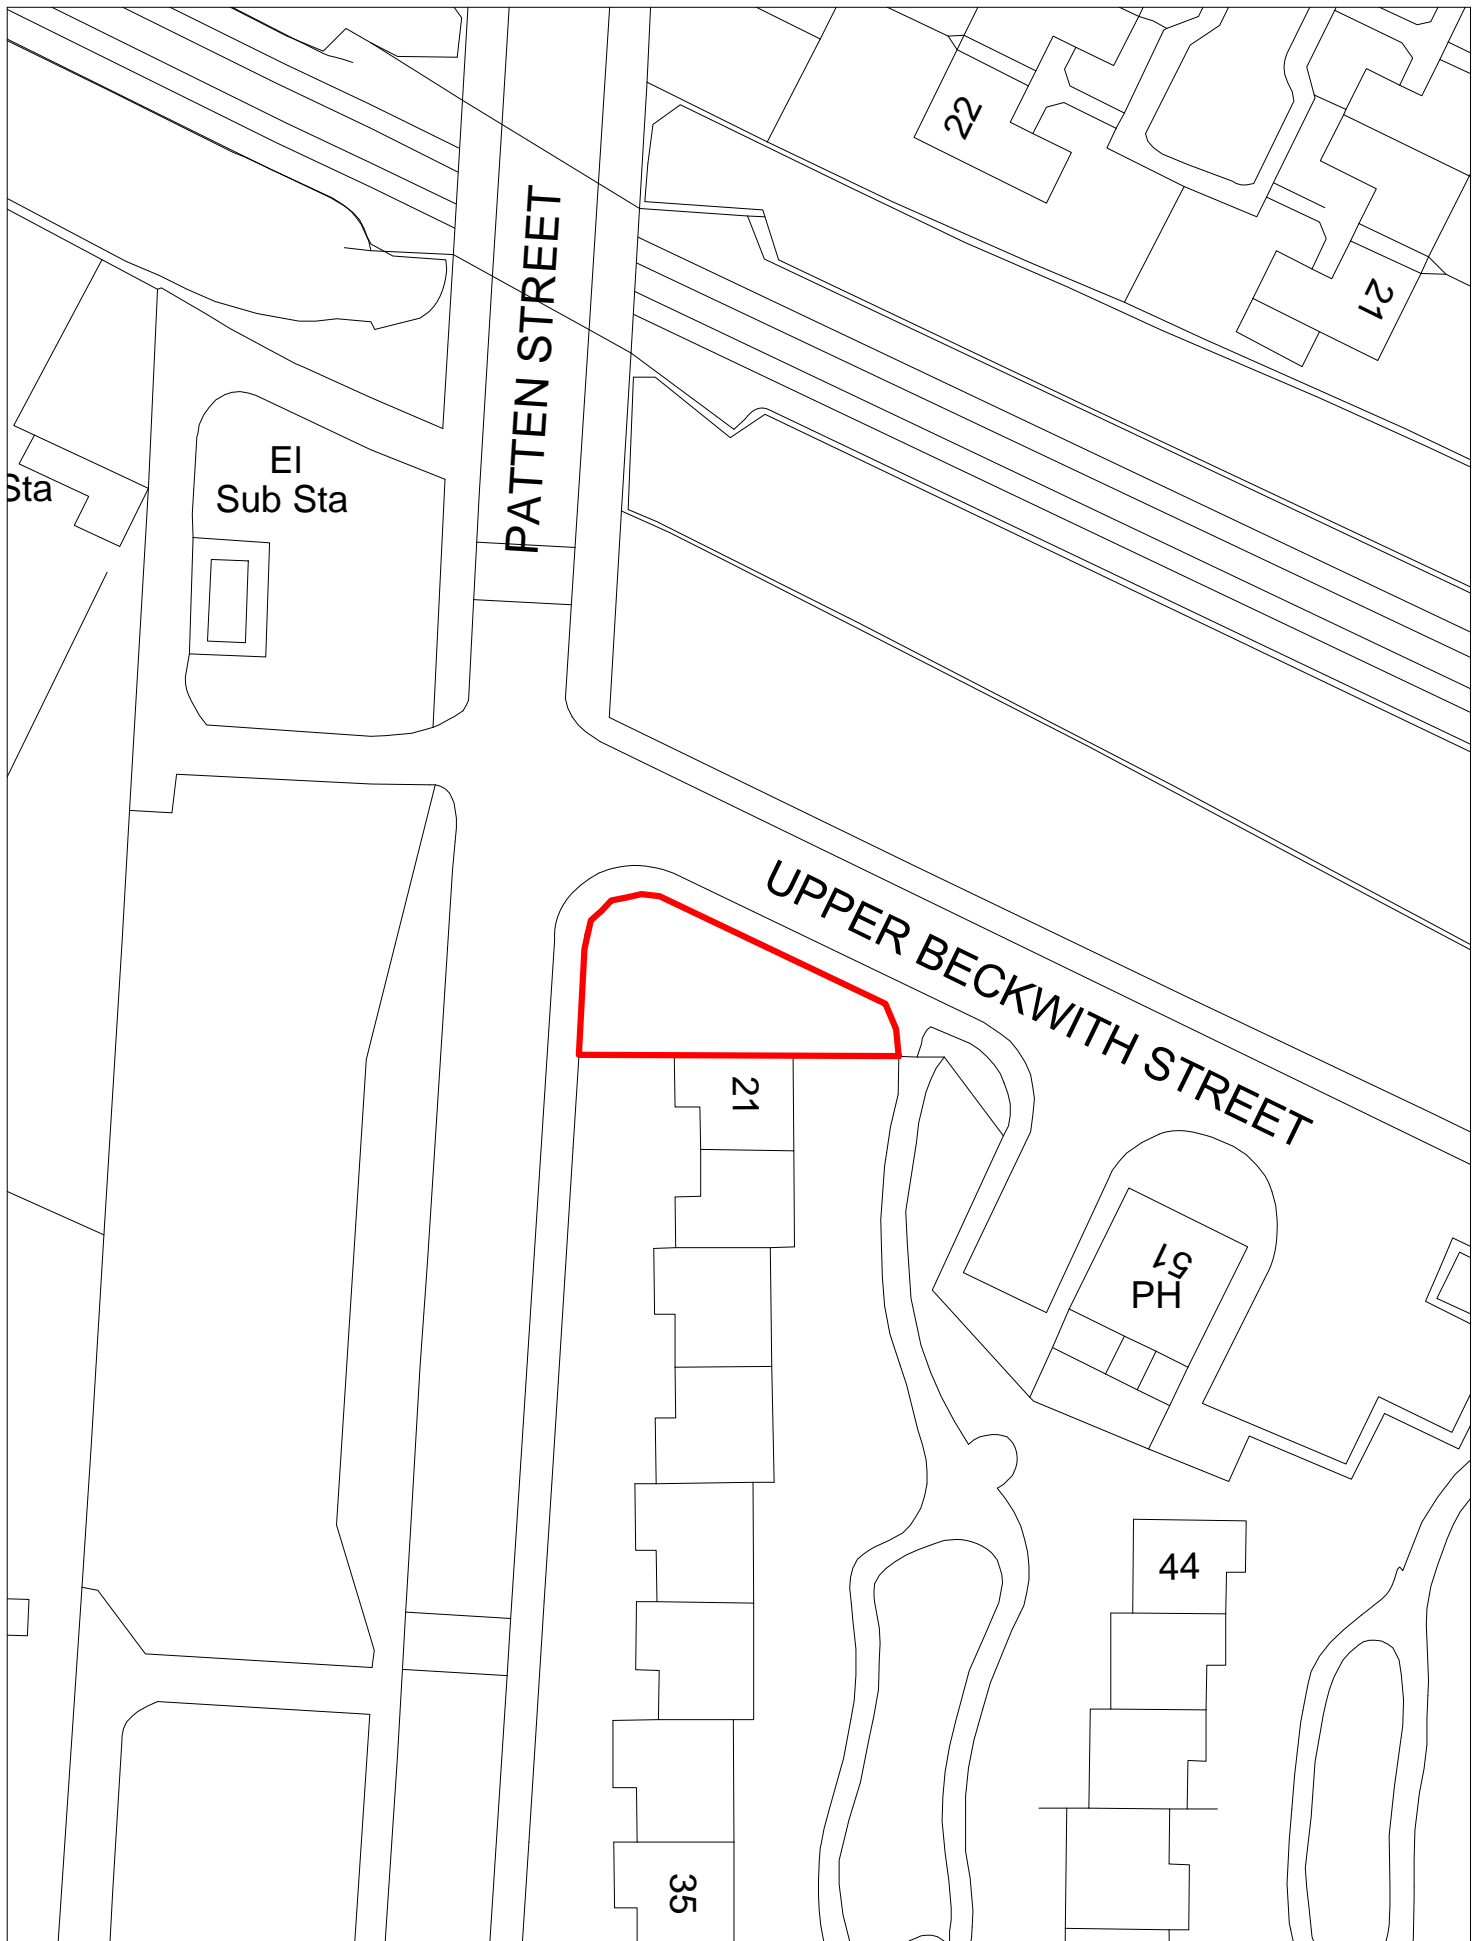 22
PATTEN STREET
21
El
Sub Sta
Sta
UPPER BECKWITH STREET
21
51
PH
44
35